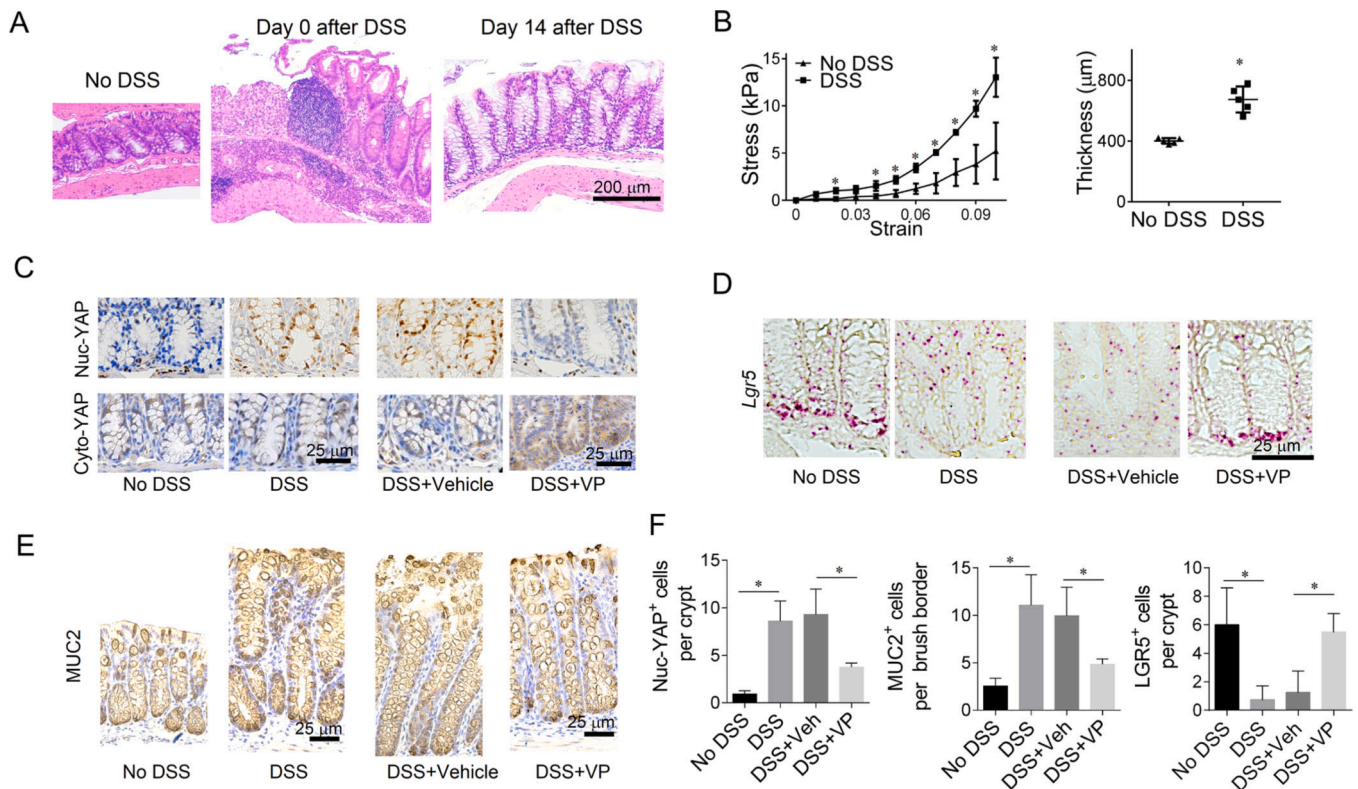 A
No DSS
Day 0 after DSS
Day 14 after DSS
200 μm
B
Stress (kPa)
15
10
5
0
No DSS
DSS
*
*
*
*
*
*
*
*
0
0.03
0.06
0.09
Strain
Thickness (μm)
800
400
0
*
No DSS
DSS
C
Nuc-YAP
Cyto-YAP
25 μm
25 μm
No DSS
DSS
DSS+Vehicle
DSS+VP
D
Lgr5
No DSS
DSS
DSS+Vehicle
DSS+VP
25 μm
E
MUC2
25 μm
25 μm
No DSS
DSS
DSS+Vehicle
DSS+VP
F
Nuc-YAP⁺ cells
per crypt
15
10
5
0
*
*
No DSS
DSS
DSS+Veh
DSS+VP
MUC2⁺ cells
per brush border
15
10
5
0
*
*
No DSS
DSS
DSS+Veh
DSS+VP
LGR5⁺ cells
per crypt
10
8
6
4
2
0
*
*
No DSS
DSS
DSS+Veh
DSS+VP